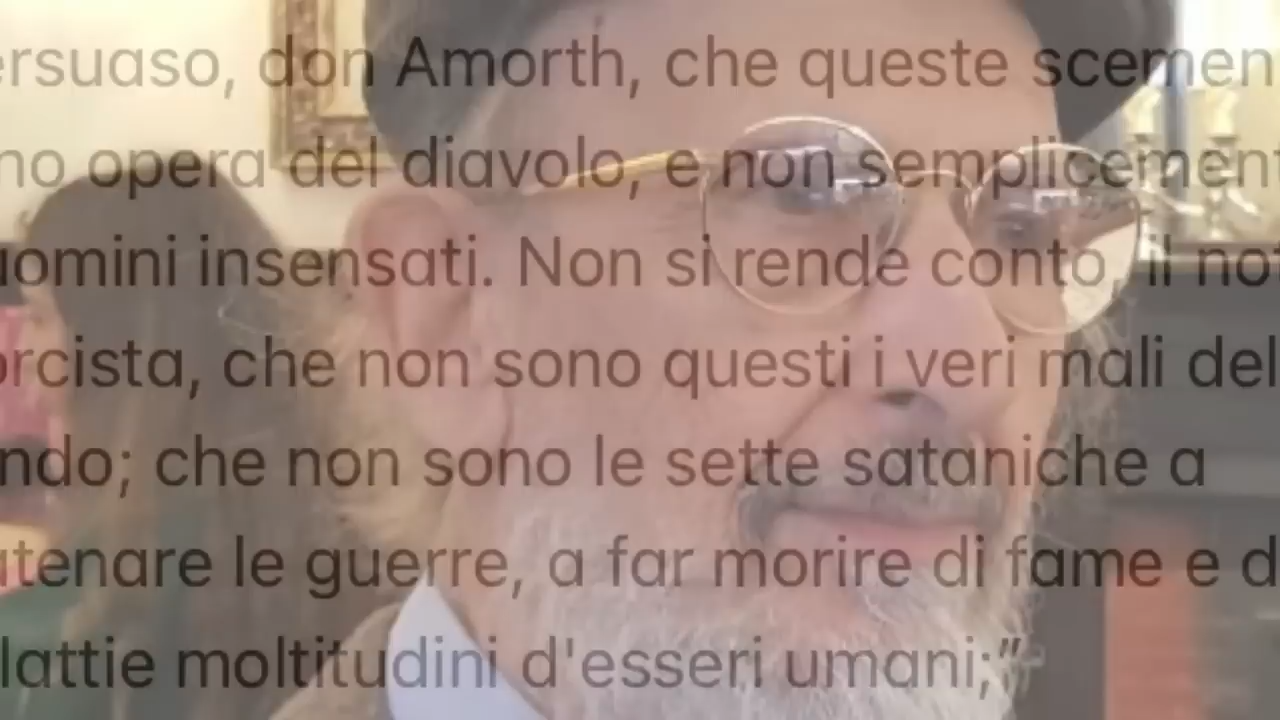 ersuaso, don Amorth, che queste scemen
no opera del diavolo, e non semplicement
uomini insensati. Non si rende conto, il no
orcista, che non sono questi i veri mali del
ndo; che non sono le sette sataniche a
atenare le guerre, a far morire di fame e d
lattie moltitudini d'esseri umani;”